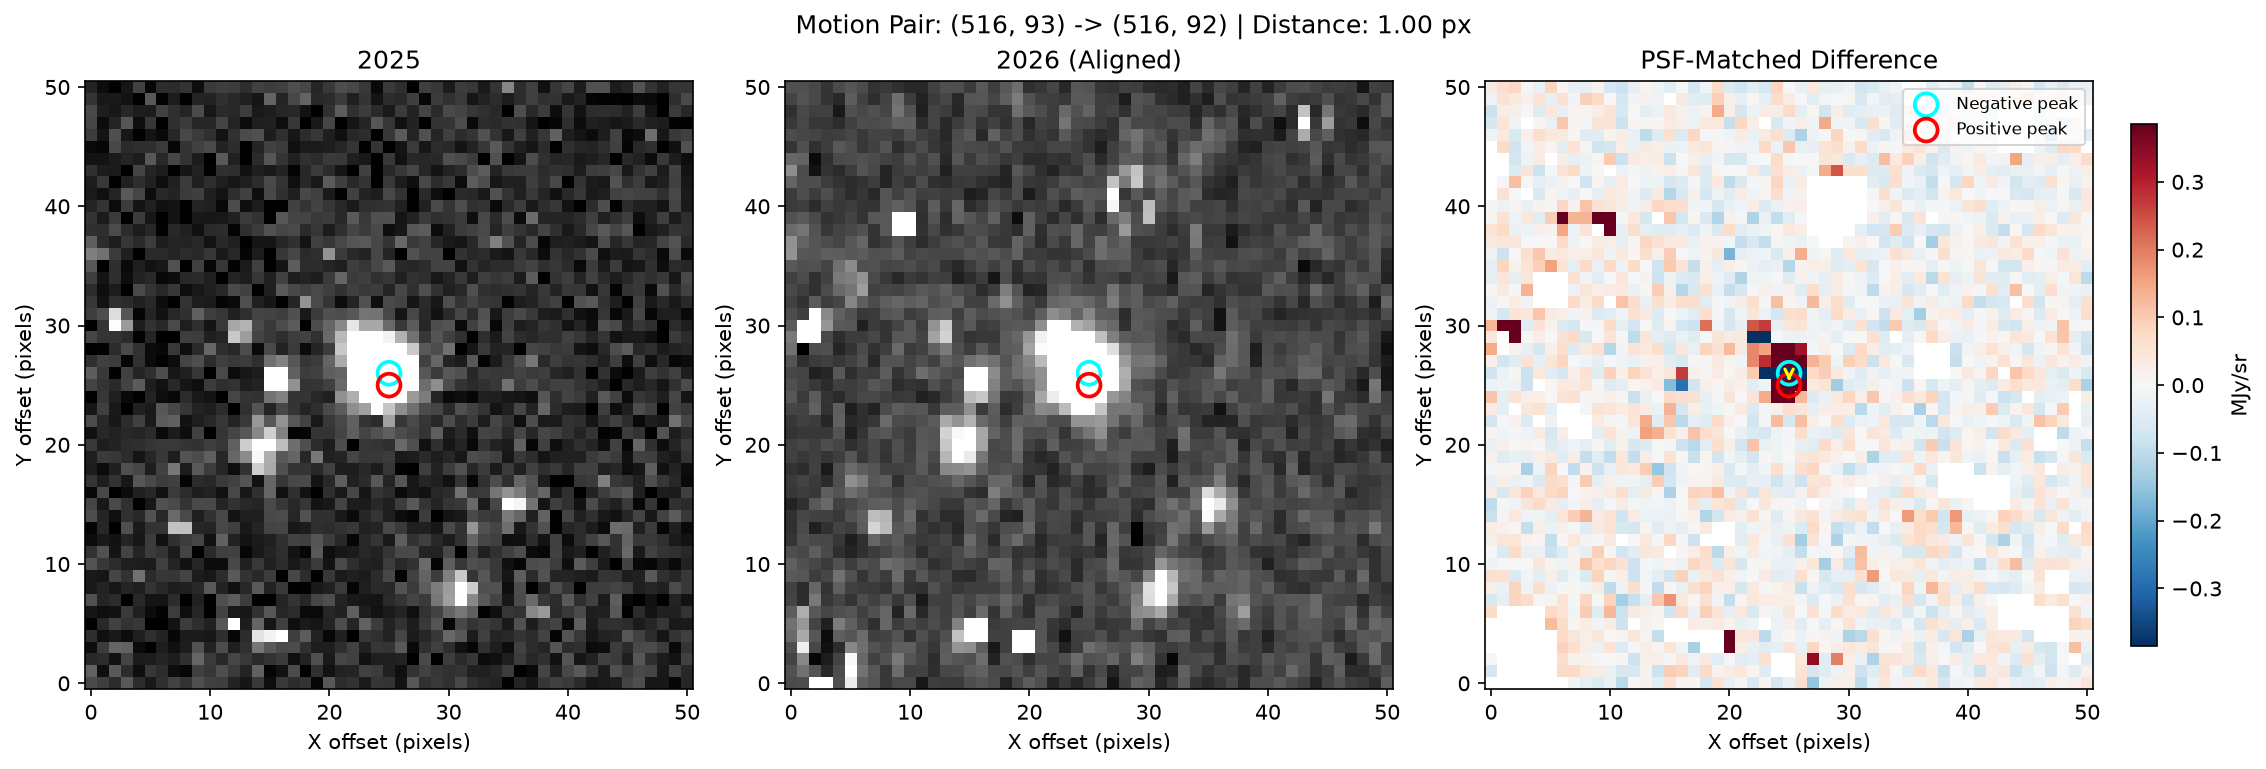 Motion Pair: (516, 93) -> (516, 92) | Distance: 1.00 px
2025
2026 (Aligned)
PSF-Matched Difference
Negative peak
Positive peak
Y offset (pixels)
50
40
30
20
10
0
0 10 20 30 40 50
X offset (pixels)
Y offset (pixels)
50
40
30
20
10
0
0 10 20 30 40 50
X offset (pixels)
Y offset (pixels)
50
40
30
20
10
0
0 10 20 30 40 50
X offset (pixels)
0.3
0.2
0.1
0.0
−0.1
−0.2
−0.3
MJy/sr